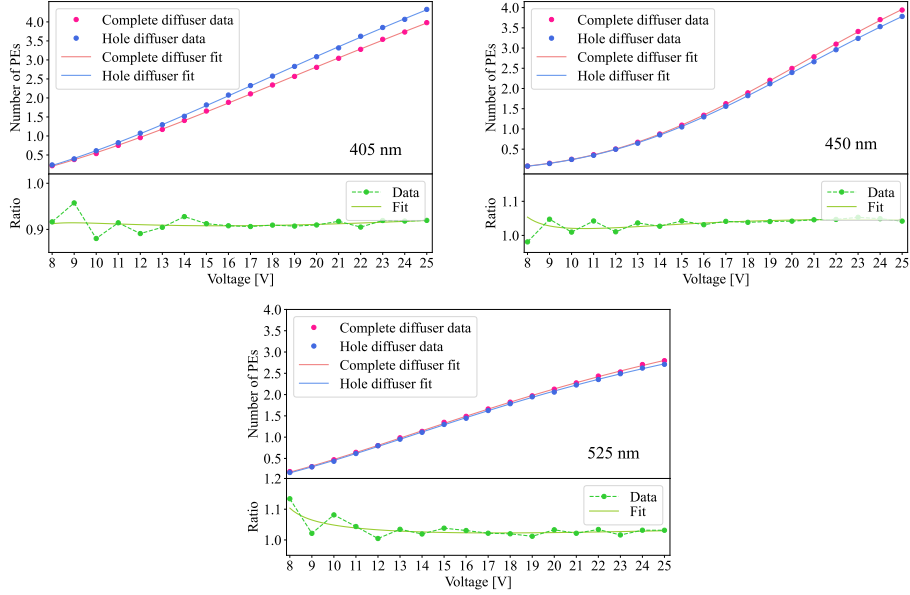 Number of PEs
4.0
3.5
3.0
2.5
2.0
1.5
1.0
0.5
Complete diffuser data
Hole diffuser data
Complete diffuser fit
Hole diffuser fit
405 nm
Ratio
1.0
0.9
Data
Fit
8 9 10 11 12 13 14 15 16 17 18 19 20 21 22 23 24 25
Voltage [V]
Number of PEs
4.0
3.5
3.0
2.5
2.0
1.5
1.0
0.5
Complete diffuser data
Hole diffuser data
Complete diffuser fit
Hole diffuser fit
450 nm
Ratio
1.1
1.0
Data
Fit
8 9 10 11 12 13 14 15 16 17 18 19 20 21 22 23 24 25
Voltage [V]
Number of PEs
4.0
3.5
3.0
2.5
2.0
1.5
1.0
0.5
Complete diffuser data
Hole diffuser data
Complete diffuser fit
Hole diffuser fit
525 nm
Ratio
1.2
1.1
1.0
Data
Fit
8 9 10 11 12 13 14 15 16 17 18 19 20 21 22 23 24 25
Voltage [V]